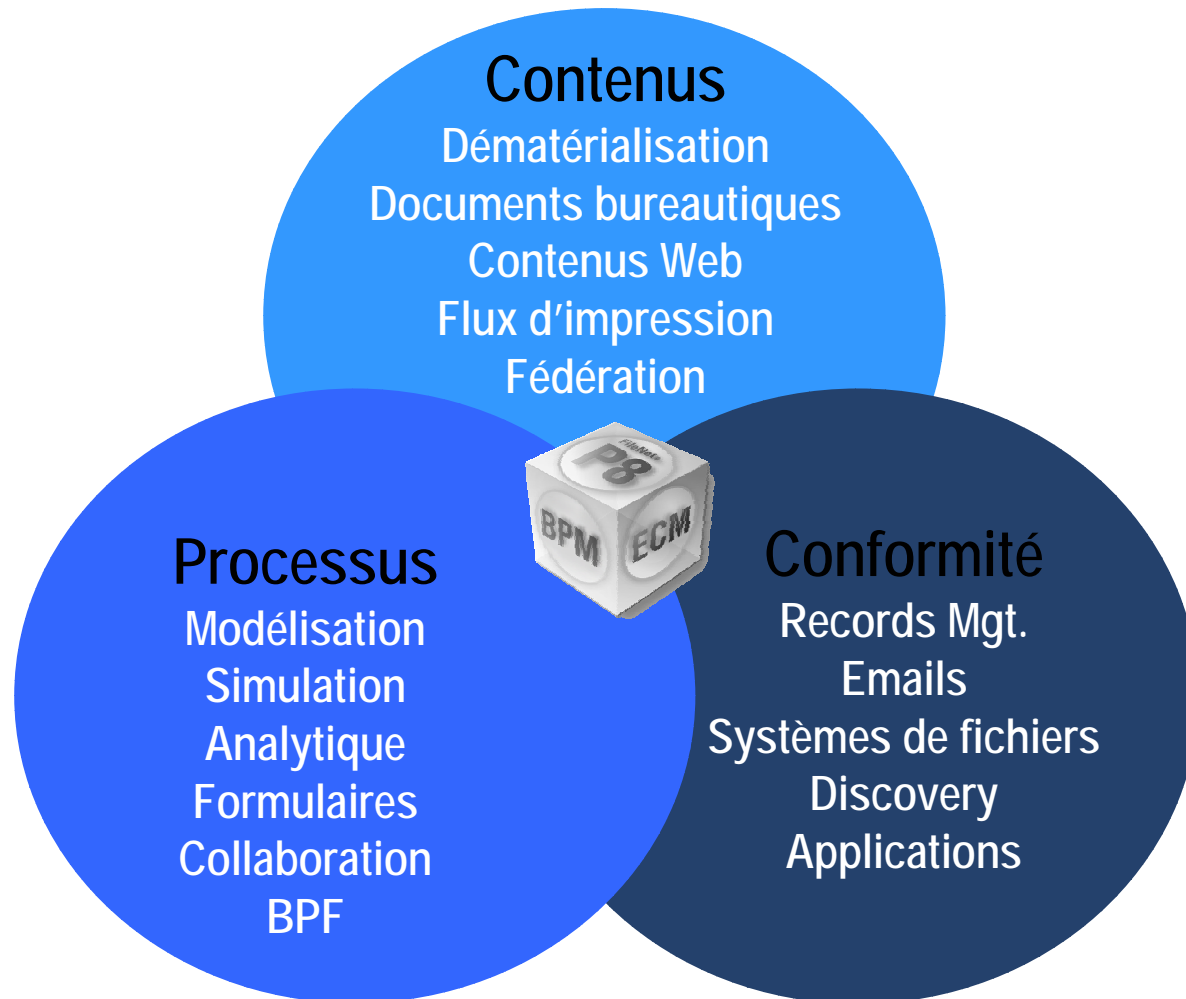 Contenus
Dématérialisation
Documents bureautiques
Contenus Web
Flux d'impression
Fédération
FileNet
P8
BPM
ECM
Processus
Modélisation
Simulation
Analytique
Formulaires
Collaboration
BPF
Conformité
Records Mgt.
Emails
Systèmes de fichiers
Discovery
Applications